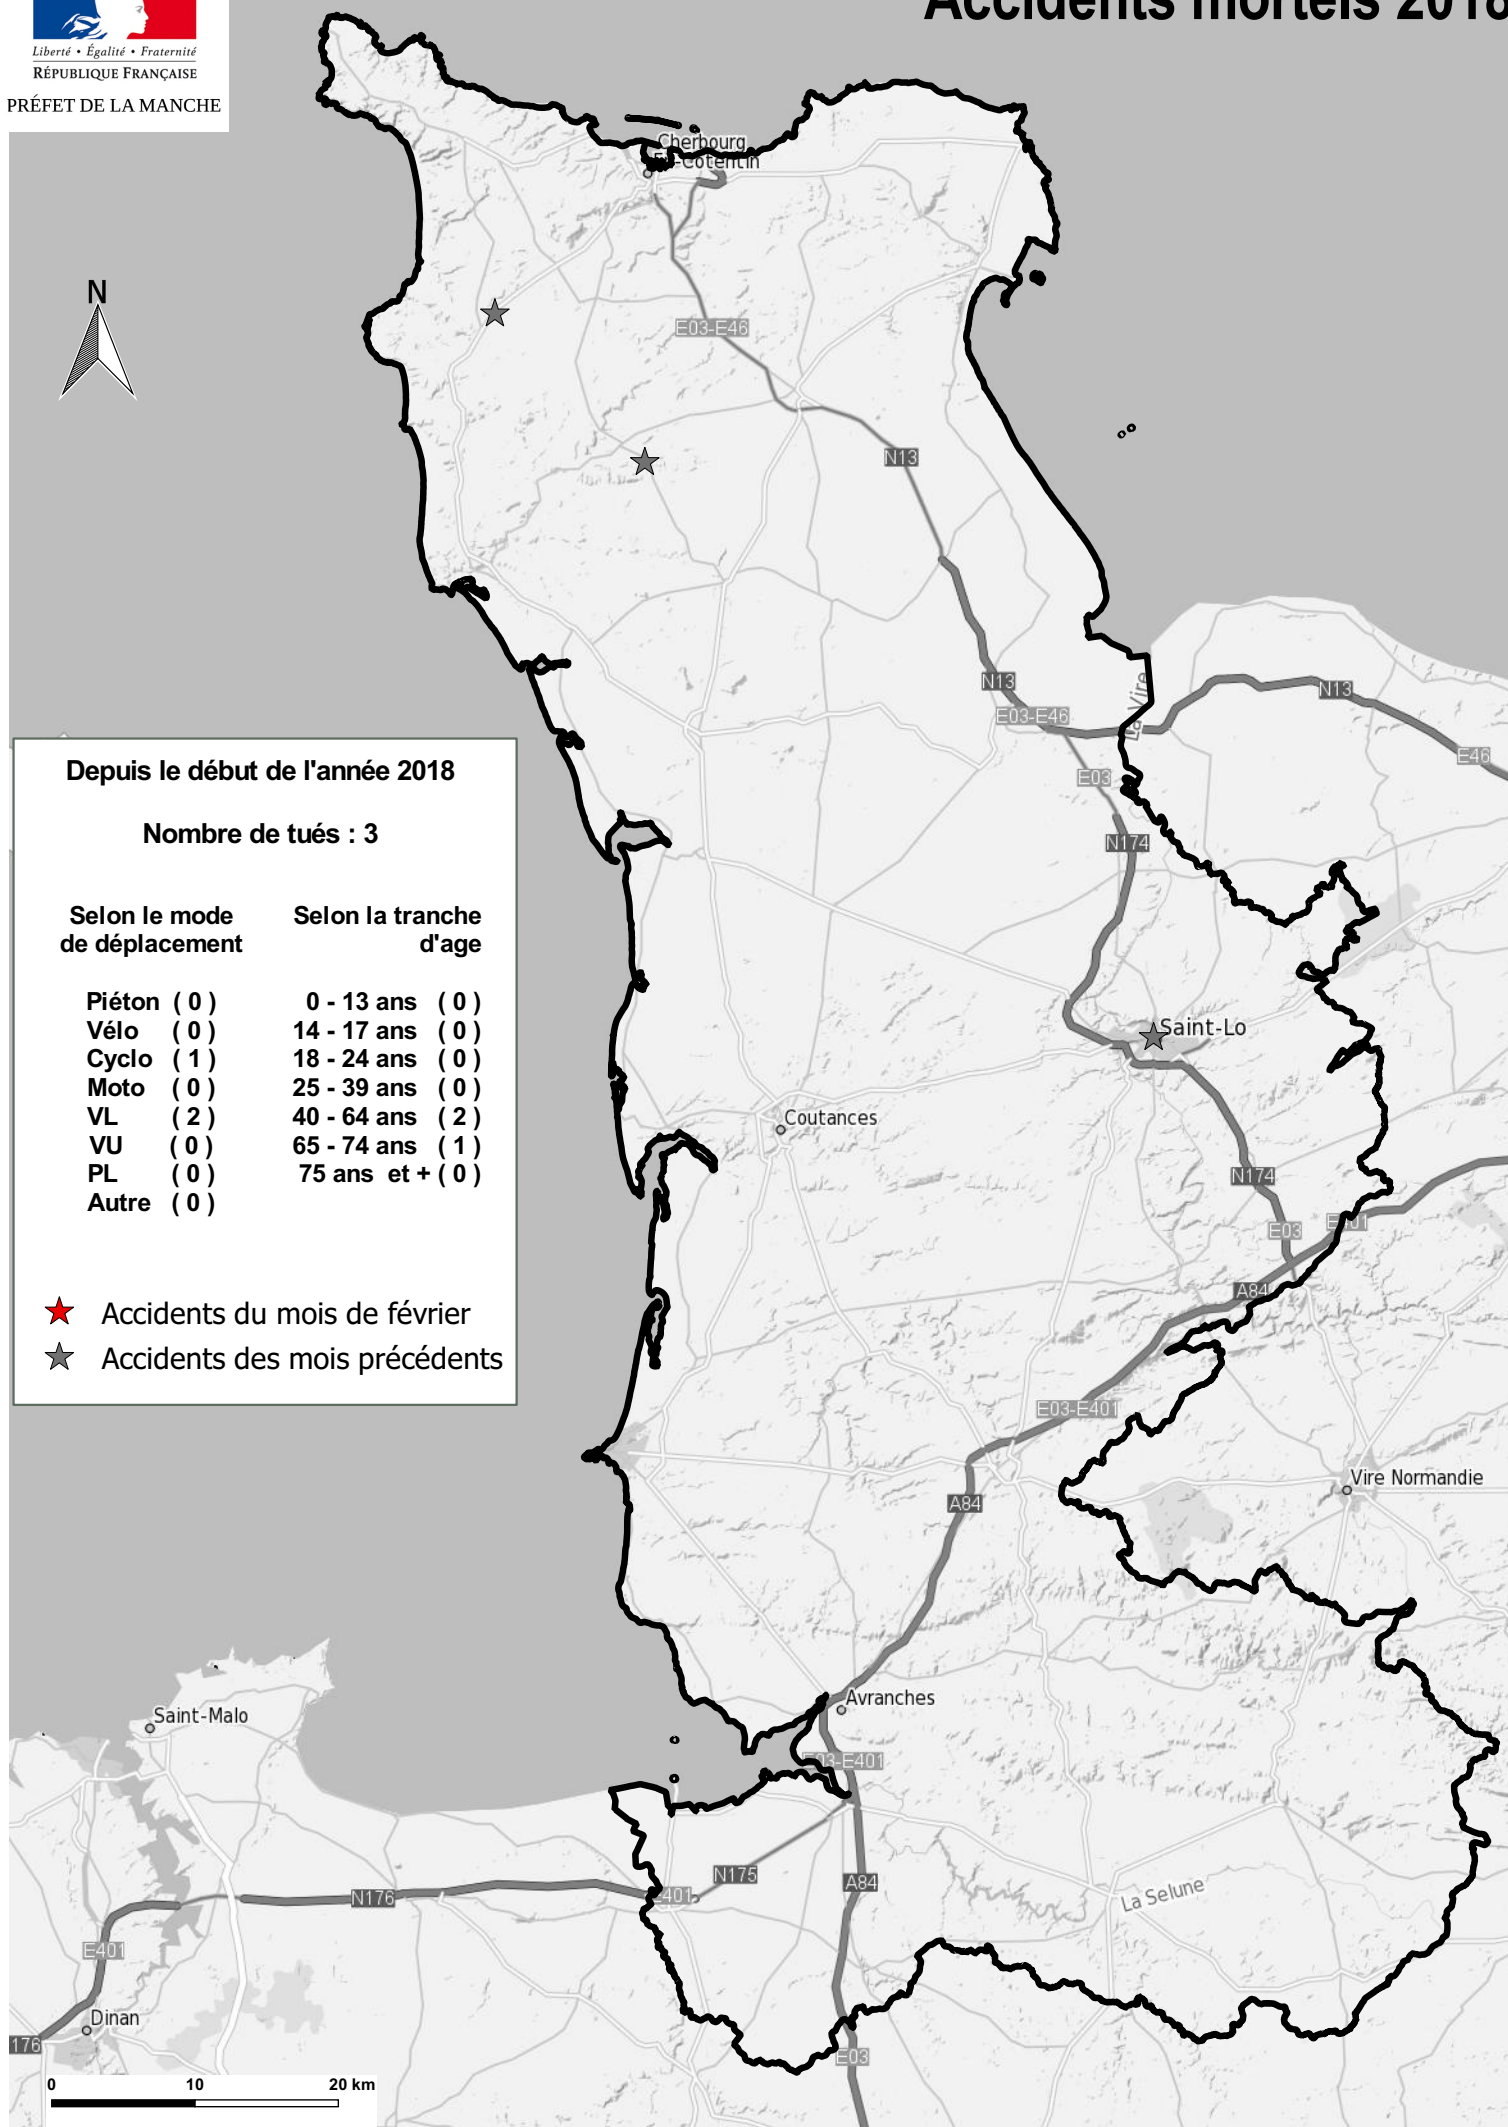 Accidents mortels 2018
Liberté • Égalité • Fraternité
RÉPUBLIQUE FRANÇAISE
PRÉFET DE LA MANCHE
Cherbourg
En-Cotentin
N
E03-E46
N13
N13
La Vire
N13
E03-E46
E46
E03
N174
Depuis le début de l'année 2018
Nombre de tués : 3
Selon le mode
de déplacement
Selon la tranche
d'age
Piéton ( 0 )
Vélo ( 0 )
Cyclo ( 1 )
Moto ( 0 )
VL ( 2 )
VU ( 0 )
PL ( 0 )
Autre ( 0 )
0 - 13 ans ( 0 )
14 - 17 ans ( 0 )
18 - 24 ans ( 0 )
25 - 39 ans ( 0 )
40 - 64 ans ( 2 )
65 - 74 ans ( 1 )
75 ans et + ( 0 )
Accidents du mois de février
Accidents des mois précédents
Saint-Lo
Coutances
N174
E03
E401
A84
E03-E401
Vire Normandie
A84
Avranches
Saint-Malo
E03-E401
N175
A84
E401
N176
La Selune
E401
Dinan
176
E03
0 10 20 km